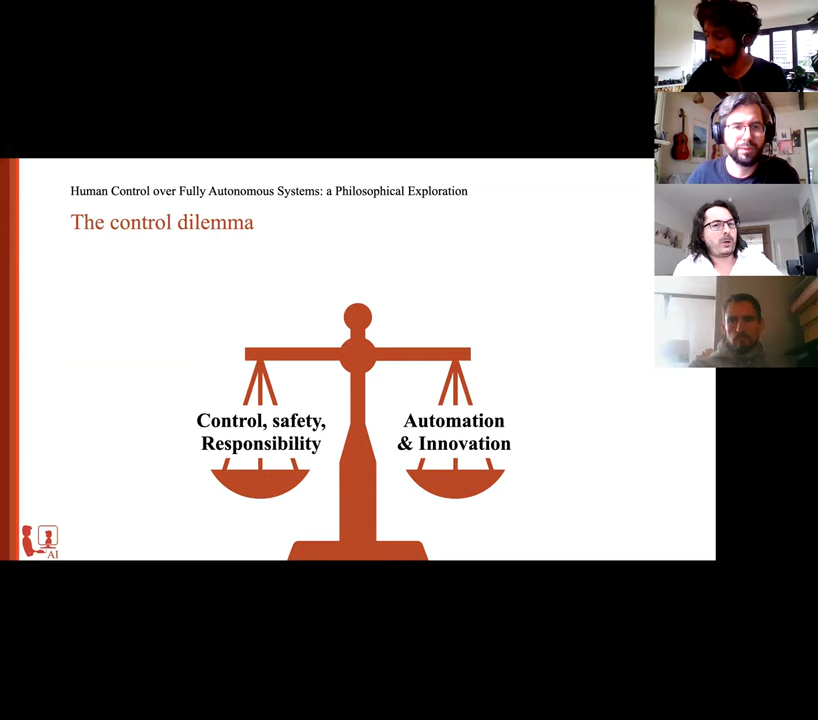 Human Control over Fully Autonomous Systems: a Philosophical Exploration
The control dilemma
Control, safety,
Responsibility
Automation
& Innovation
AI